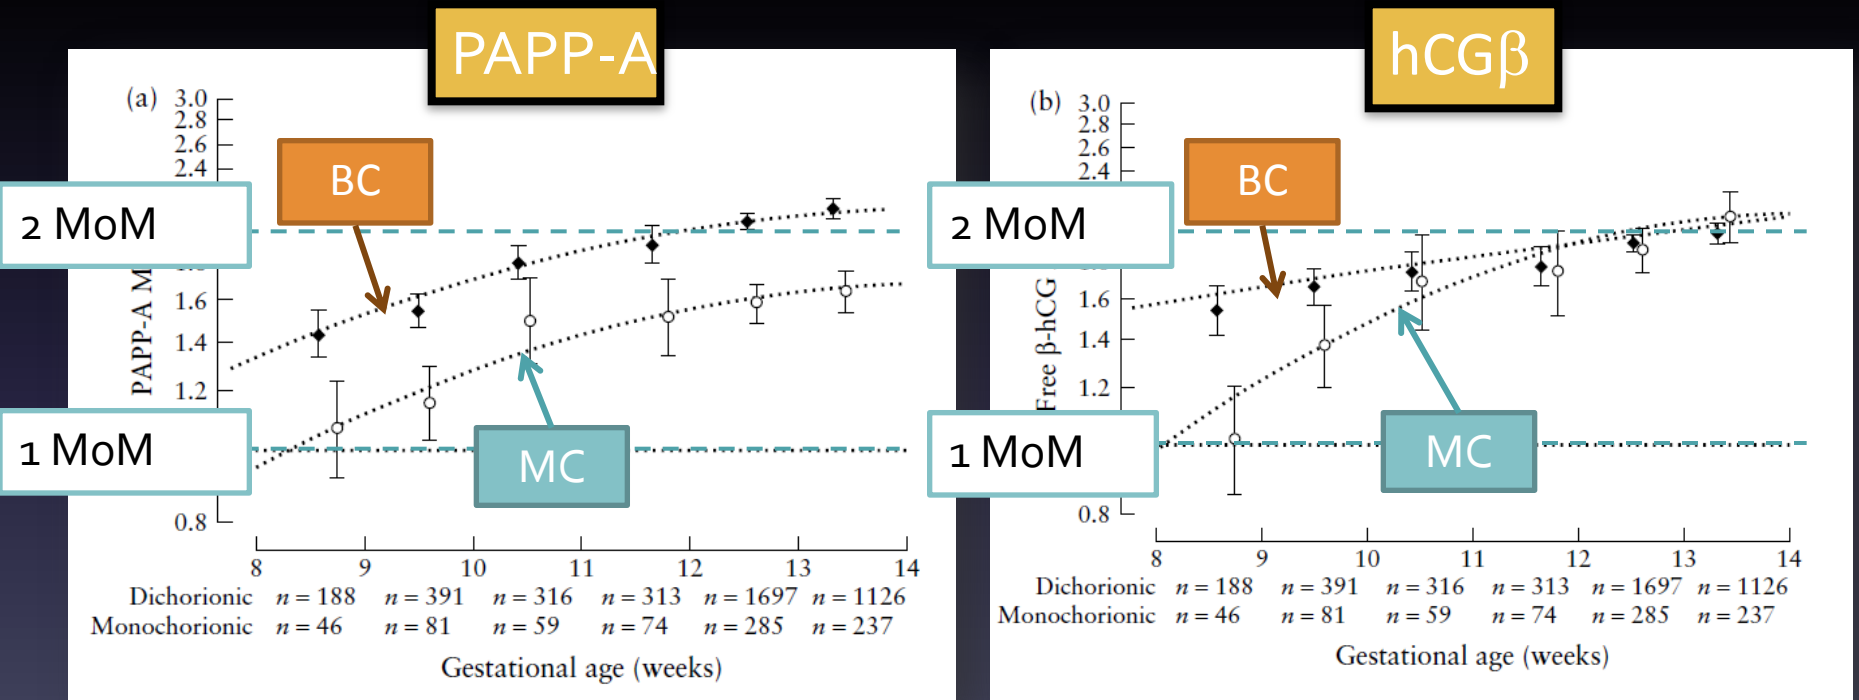 PAPP-A
hCGβ
(a)
3.0
2.8
2.6
2.4
BC
2 MoM
1.6
1.4
1.2
PAPP-A M
1 MoM
MC
0.8
8 9 10 11 12 13 14
Dichorionic n = 188 n = 391 n = 316 n = 313 n = 1697 n = 1126
Monochorionic n = 46 n = 81 n = 59 n = 74 n = 285 n = 237
Gestational age (weeks)
(b)
3.0
2.8
2.6
2.4
BC
2 MoM
1.6
1.4
1.2
Free β-hCG
1 MoM
MC
0.8
8 9 10 11 12 13 14
Dichorionic n = 188 n = 391 n = 316 n = 313 n = 1697 n = 1126
Monochorionic n = 46 n = 81 n = 59 n = 74 n = 285 n = 237
Gestational age (weeks)